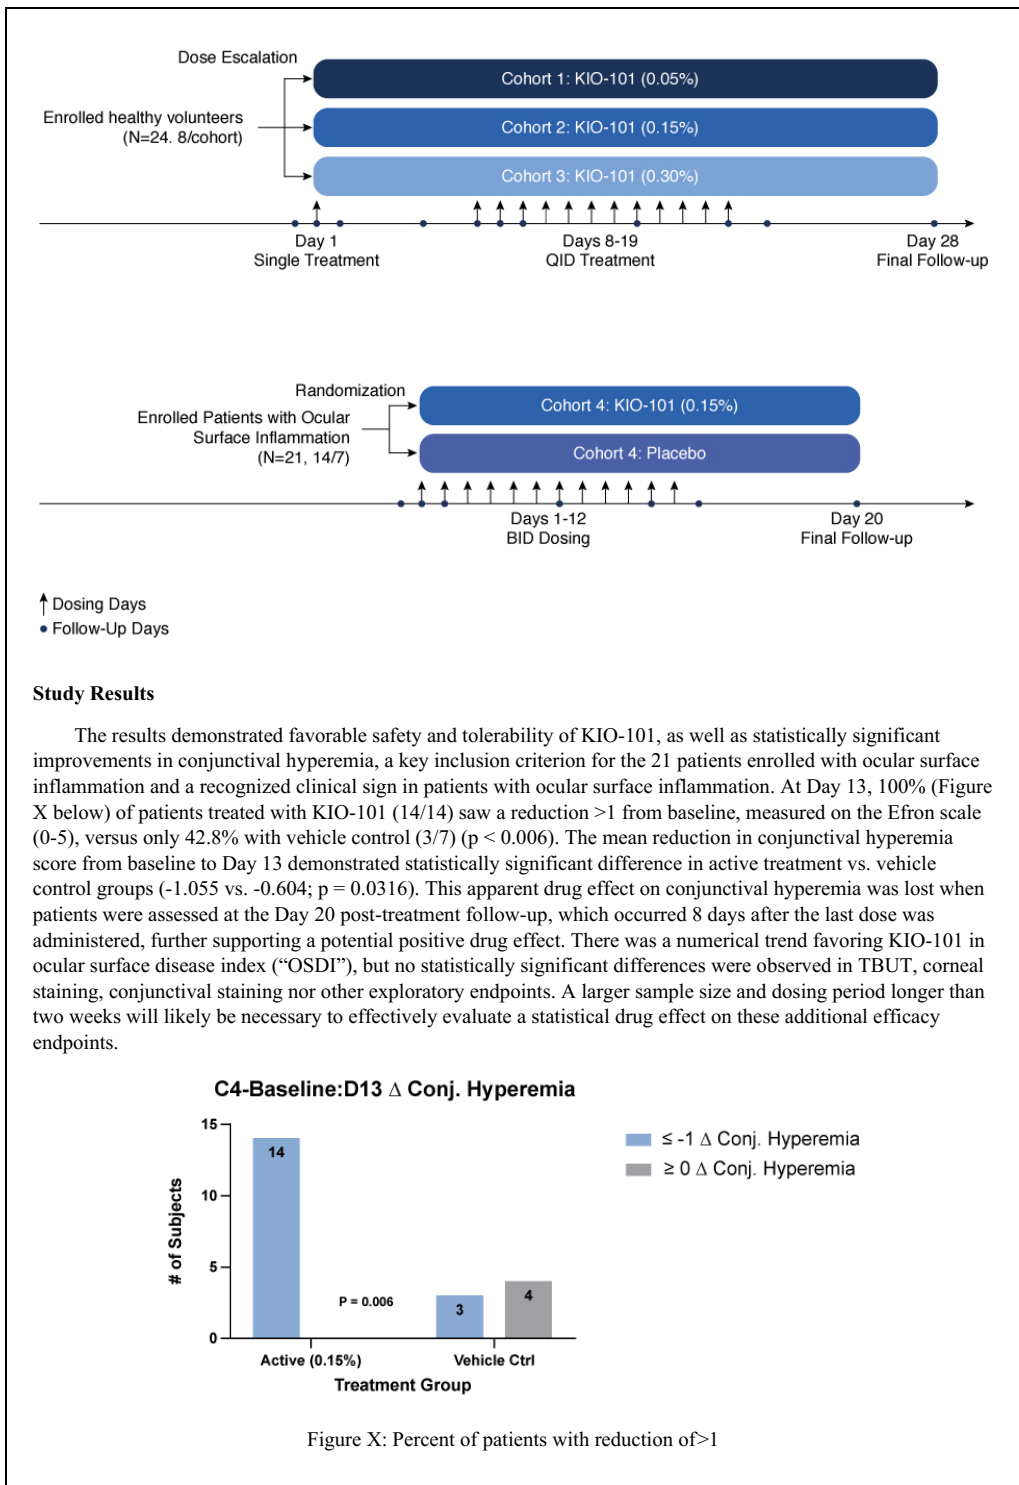 Dose Escalation
Enrolled healthy volunteers
(N=24. 8/cohort)
Cohort 1: KIO-101 (0.05%)
Cohort 2: KIO-101 (0.15%)
Cohort 3: KIO-101 (0.30%)
Day 1
Single Treatment
Days 8-19
QID Treatment
Day 28
Final Follow-up
Randomization
Enrolled Patients with Ocular
Surface Inflammation
(N=21, 14/7)
Cohort 4: KIO-101 (0.15%)
Cohort 4: Placebo
Days 1-12
BID Dosing
Day 20
Final Follow-up
Dosing Days
Follow-Up Days
Study Results
The results demonstrated favorable safety and tolerability of KIO-101, as well as statistically significant
improvements in conjunctival hyperemia, a key inclusion criterion for the 21 patients enrolled with ocular surface
inflammation and a recognized clinical sign in patients with ocular surface inflammation. At Day 13, 100% (Figure
X below) of patients treated with KIO-101 (14/14) saw a reduction >1 from baseline, measured on the Efron scale
(0-5), versus only 42.8% with vehicle control (3/7) (p < 0.006). The mean reduction in conjunctival hyperemia
score from baseline to Day 13 demonstrated statistically significant difference in active treatment vs. vehicle
control groups (-1.055 vs. -0.604; p = 0.0316). This apparent drug effect on conjunctival hyperemia was lost when
patients were assessed at the Day 20 post-treatment follow-up, which occurred 8 days after the last dose was
administered, further supporting a potential positive drug effect. There was a numerical trend favoring KIO-101 in
ocular surface disease index (“OSDI”), but no statistically significant differences were observed in TBUT, corneal
staining, conjunctival staining nor other exploratory endpoints. A larger sample size and dosing period longer than
two weeks will likely be necessary to effectively evaluate a statistical drug effect on these additional efficacy
endpoints.
C4-Baseline:D13 Δ Conj. Hyperemia
≤ -1 Δ Conj. Hyperemia
≥ 0 Δ Conj. Hyperemia
# of Subjects
15
10
5
0
14
P = 0.006
3
4
Active (0.15%)
Vehicle Ctrl
Treatment Group
Figure X: Percent of patients with reduction of>1